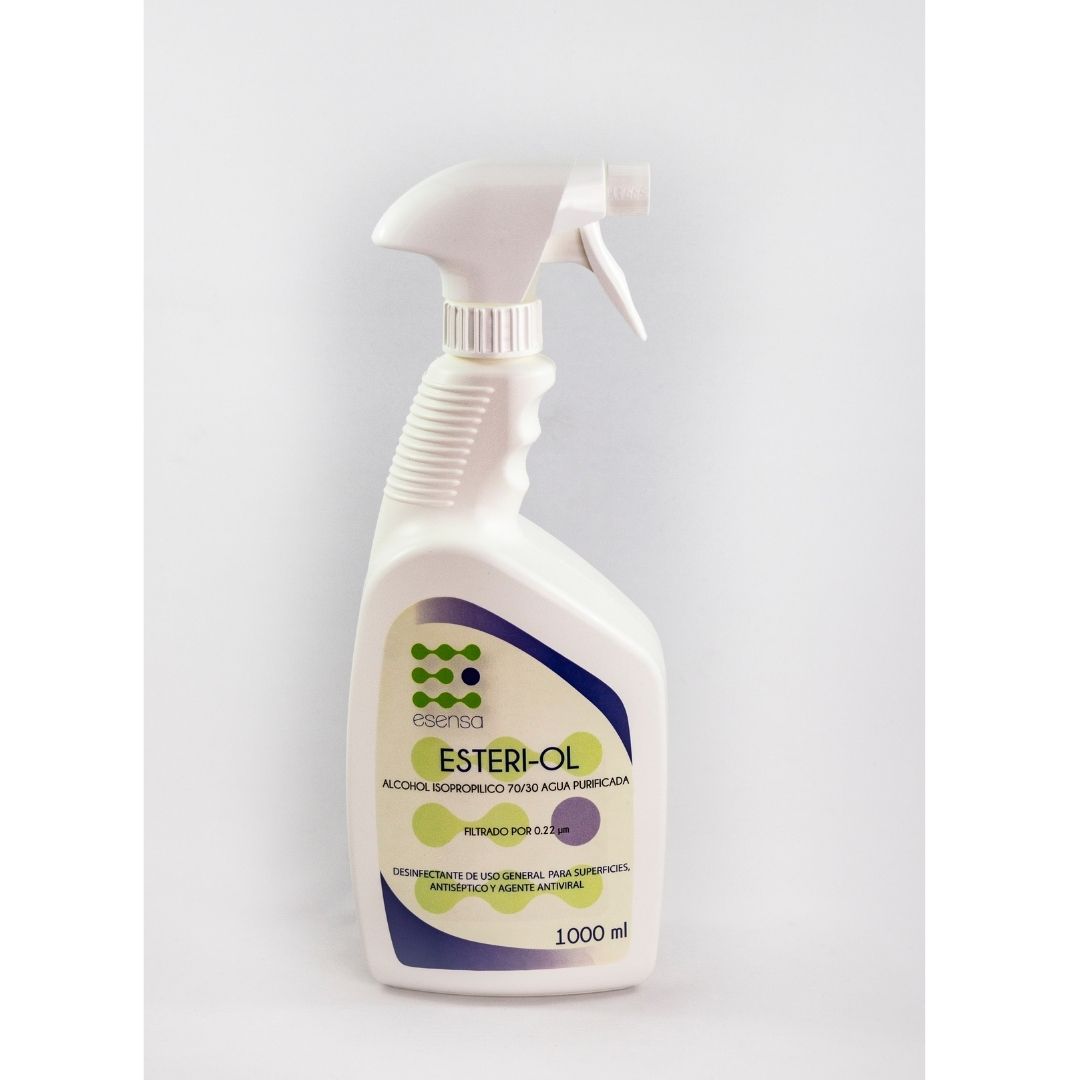 esensa
ESTERI-OL
ALCOHOL ISOPROPILICO 70/30 AGUA PURIFICADA
FILTRADO POR 0.22 µm
DESINFECTANTE DE USO GENERAL PARA SUPERFICIES,
ANTISÉPTICO Y AGENTE ANTIVIRAL
1000 ml